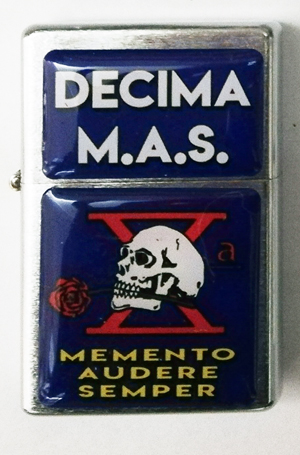 DECIMA
M.A.S.
X a
MEMENTO
AUDERE
SEMPER